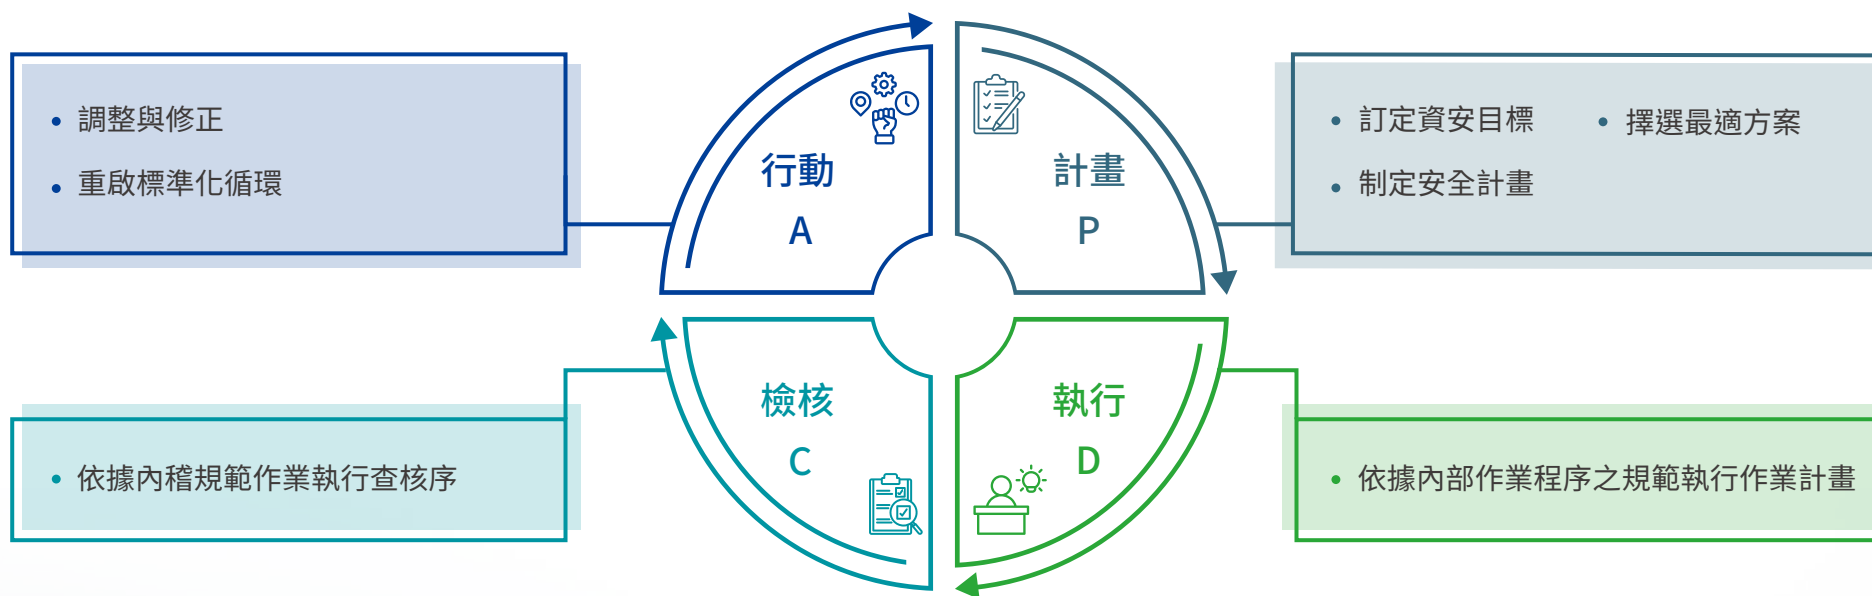 調整與修正
重啟標準化循環
行動
A
計畫
P
訂定資安目標
擇選最適方案
制定安全計畫
依據內稽規範作業執行查核序
檢核
C
執行
D
依據內部作業程序之規範執行作業計畫